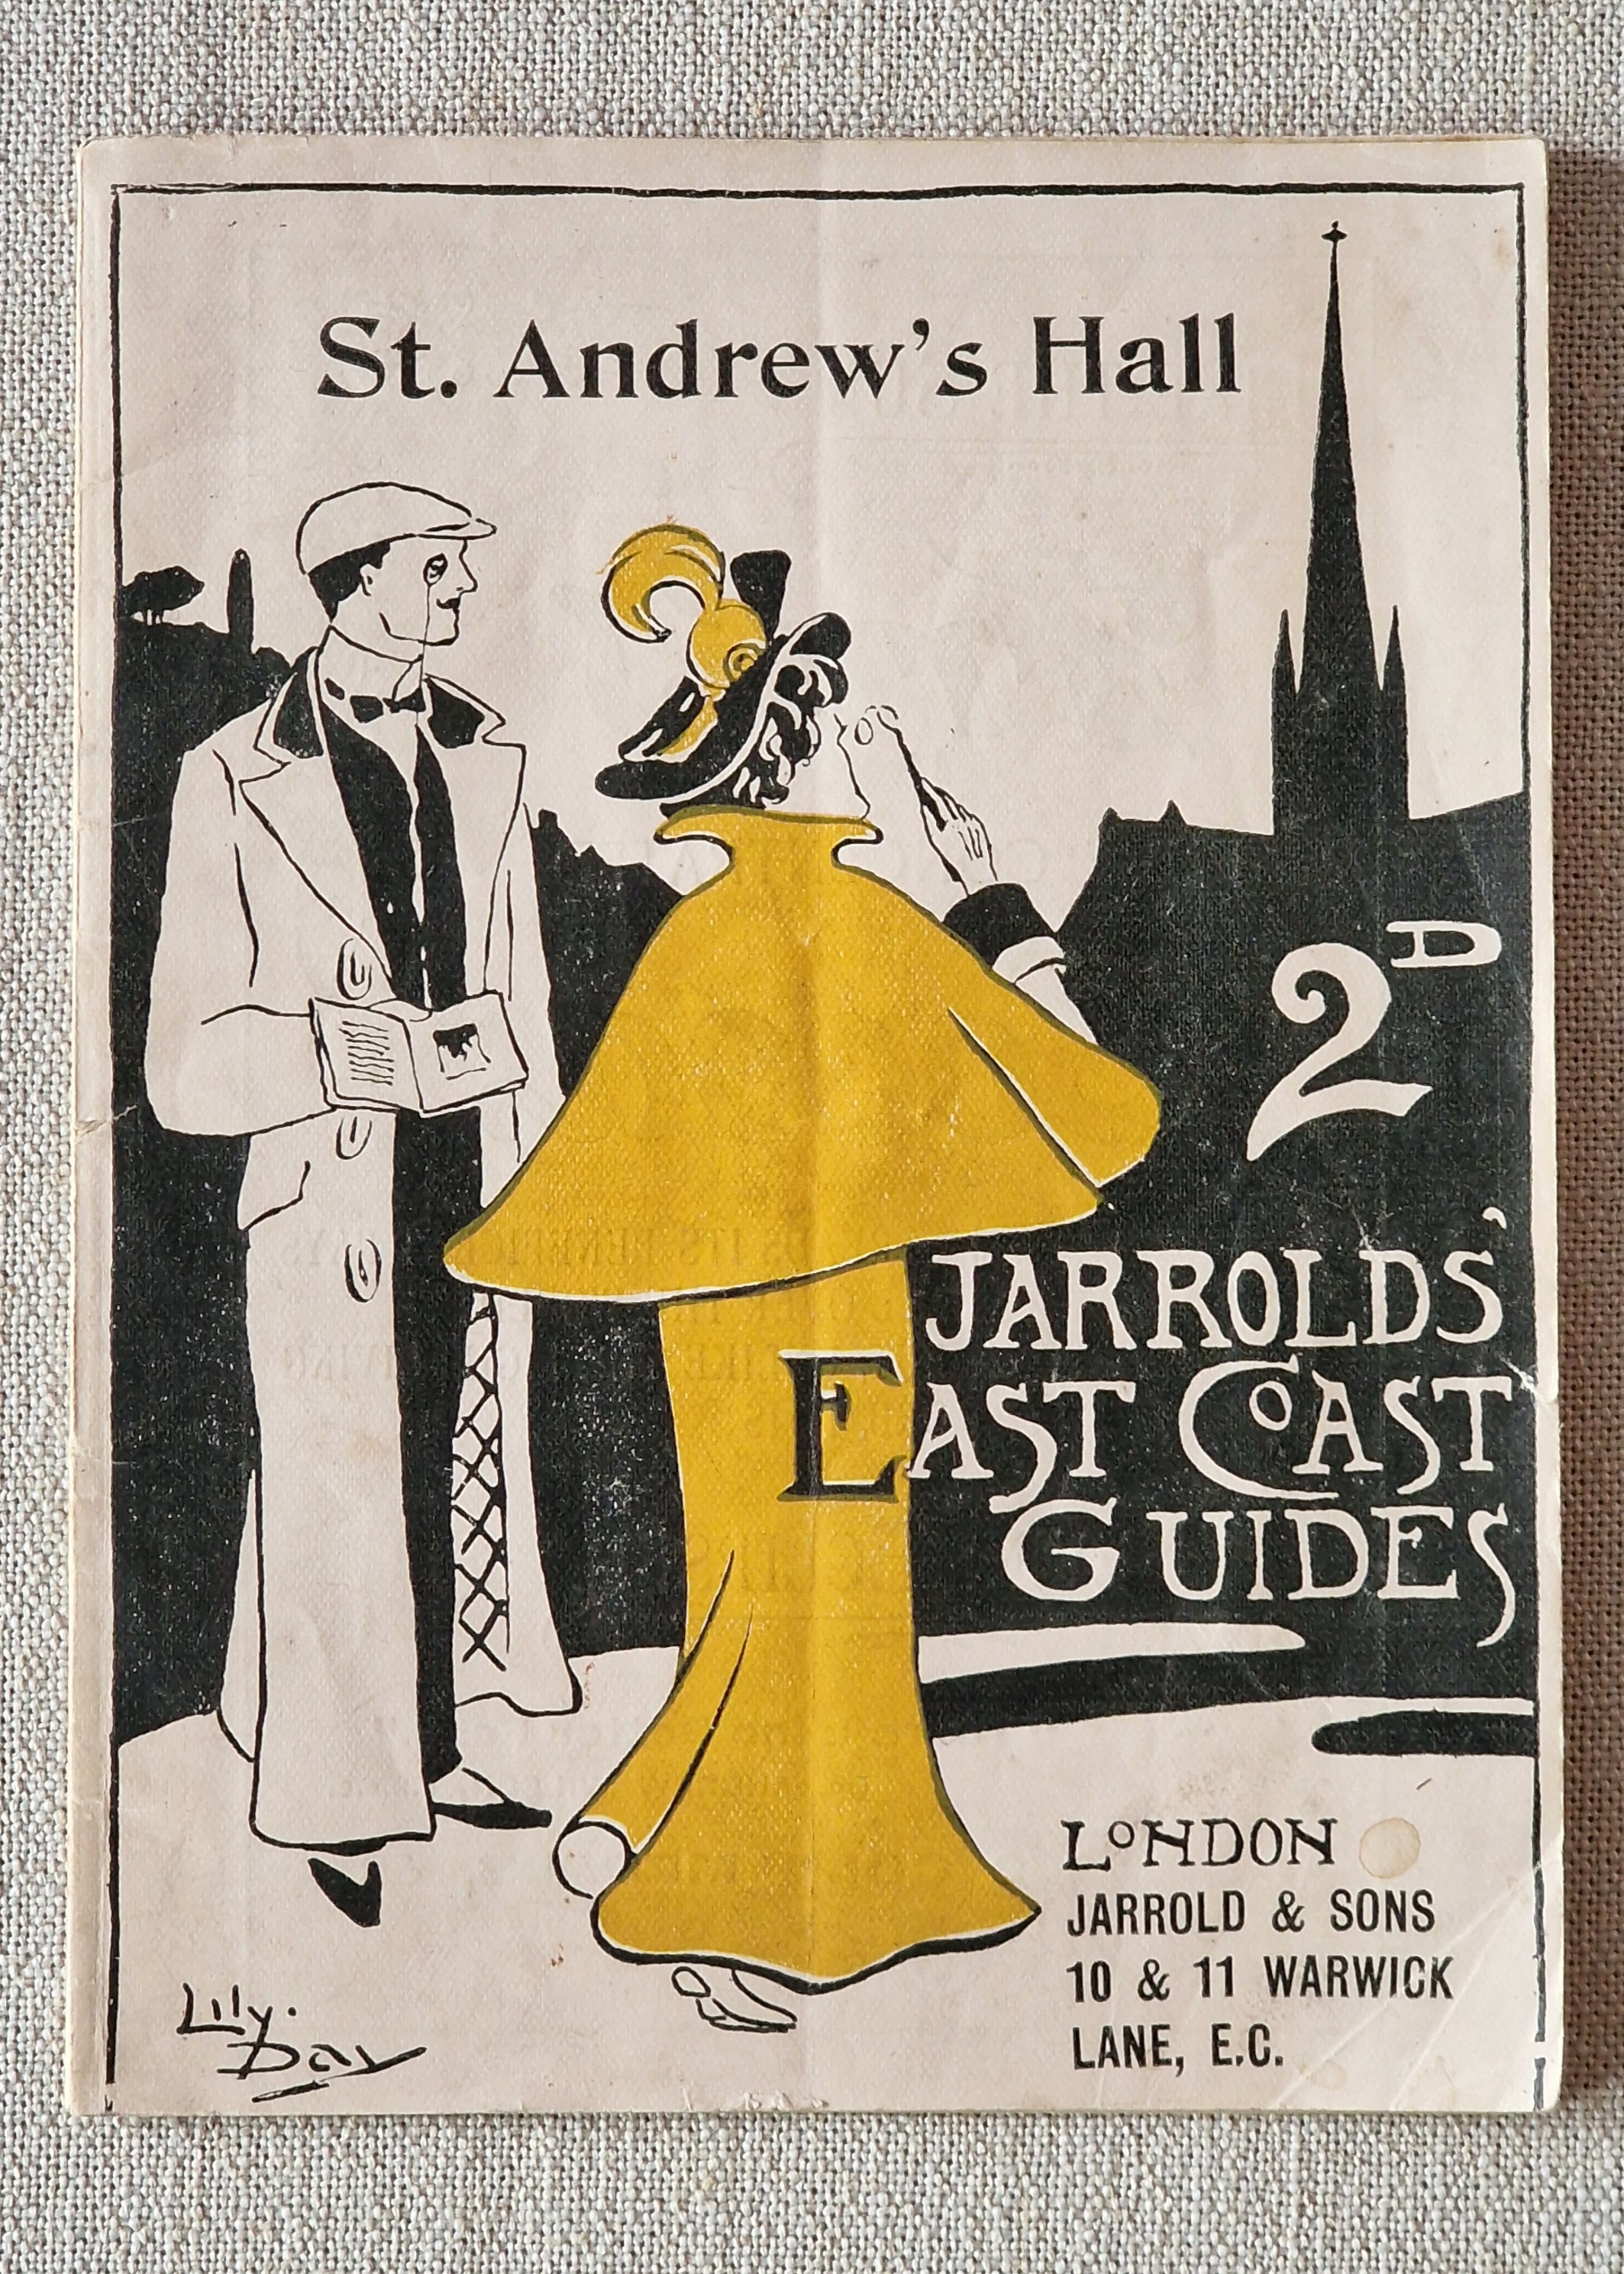 St. Andrew's Hall
2D
JARROLDS'
EAST COAST
GUIDES
LONDON
JARROLD & SONS
10 & 11 WARWICK
LANE, E.C.
Lily.
Day